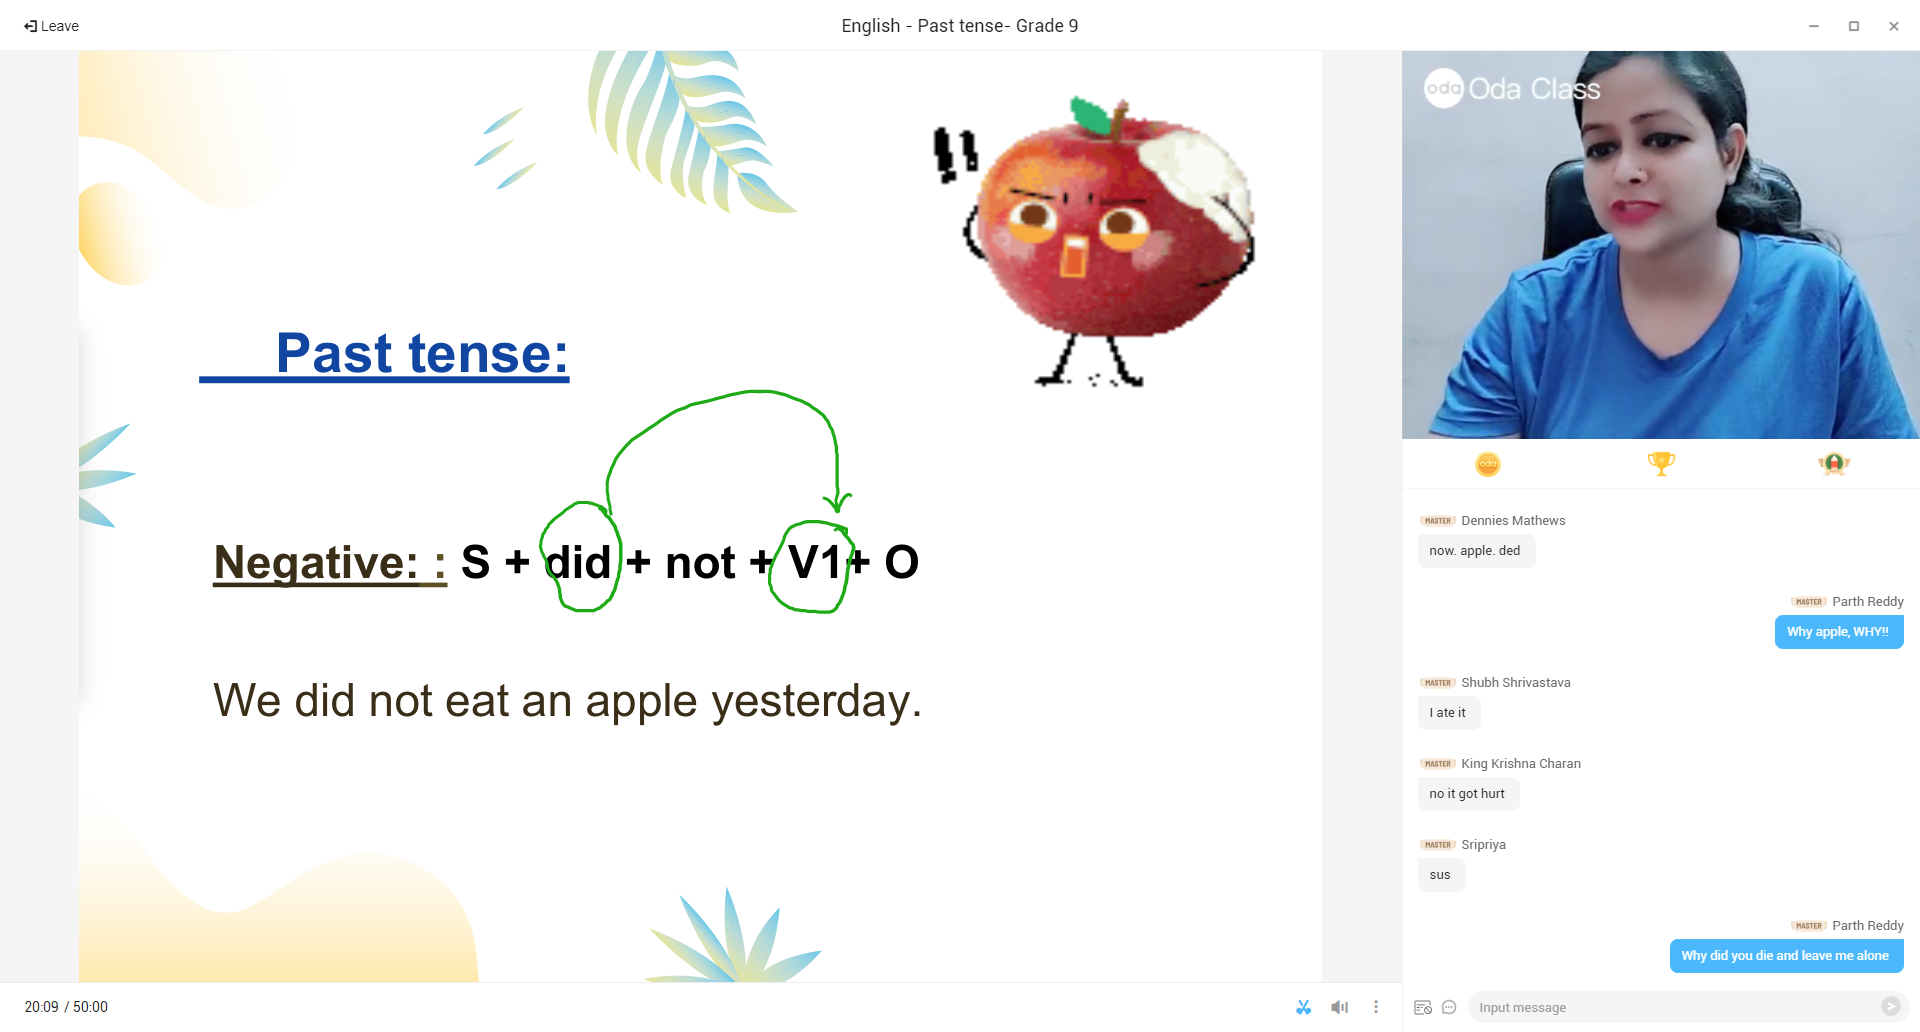 Leave
English - Past tense- Grade 9
oda Oda Class
Past tense:
Negative: : S + did + not + V1+ O
We did not eat an apple yesterday.
oda
MASTER Dennies Mathews
now. apple. ded
MASTER Parth Reddy
Why apple, WHY!!
MASTER Shubh Shrivastava
I ate it
MASTER King Krishna Charan
no it got hurt
MASTER Sripriya
sus
MASTER Parth Reddy
Why did you die and leave me alone
20:09 / 50:00
Input message